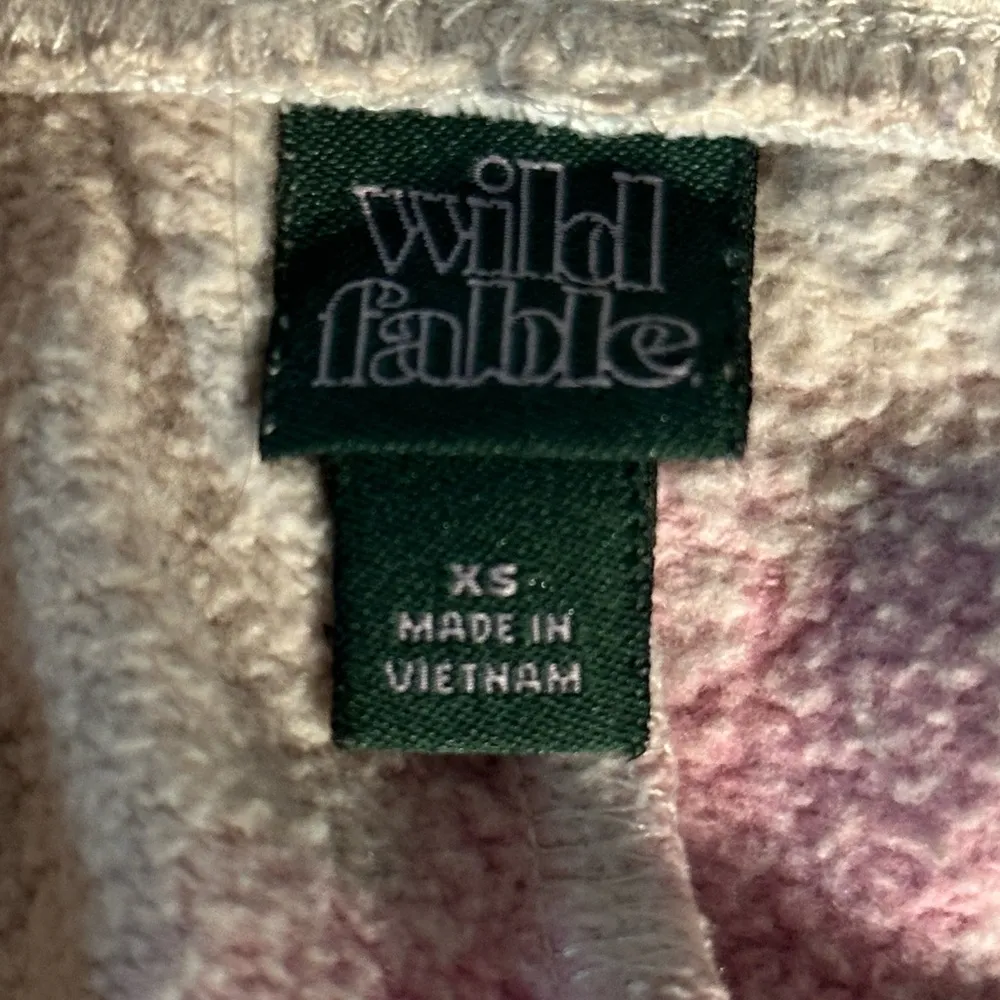 wild
fable.
XS
MADE IN
VIETNAM